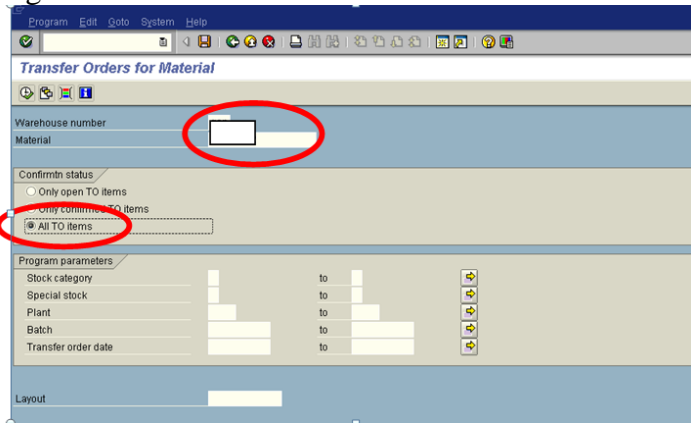 Program Edit Goto System Help
Transfer Orders for Material
Warehouse number
Material
Confirmtn status
Only open TO items
Only confirmed TO items
All TO items
Program parameters
Stock category to
Special stock to
Plant to
Batch to
Transfer order date to
Layout